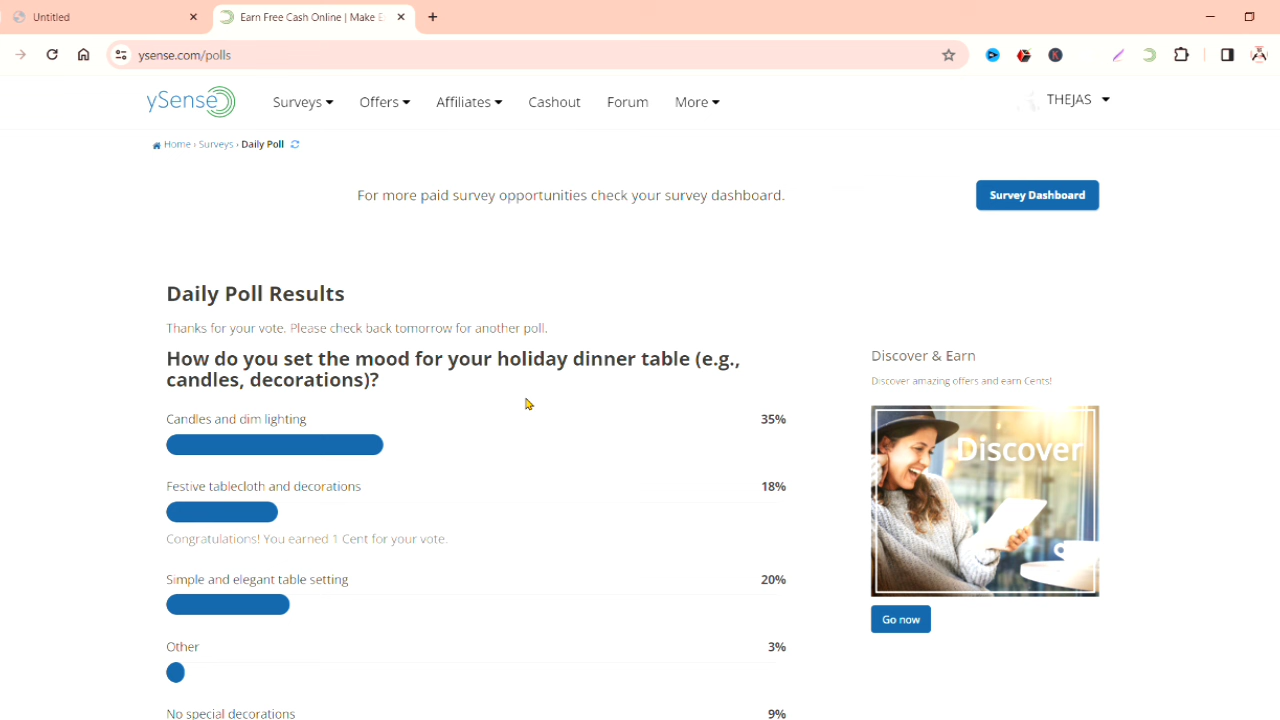 Untitled
Earn Free Cash Online | Make E
ysense.com/polls
ySense
Surveys
Offers
Affiliates
Cashout
Forum
More
THEJAS
Home › Surveys › Daily Poll
For more paid survey opportunities check your survey dashboard.
Survey Dashboard
Daily Poll Results
Thanks for your vote. Please check back tomorrow for another poll.
How do you set the mood for your holiday dinner table (e.g.,
candles, decorations)?
Candles and dim lighting
35%
Festive tablecloth and decorations
18%
Congratulations! You earned 1 Cent for your vote.
Simple and elegant table setting
20%
Other
3%
No special decorations
9%
Discover & Earn
Discover amazing offers and earn Cents!
Discover
Go now